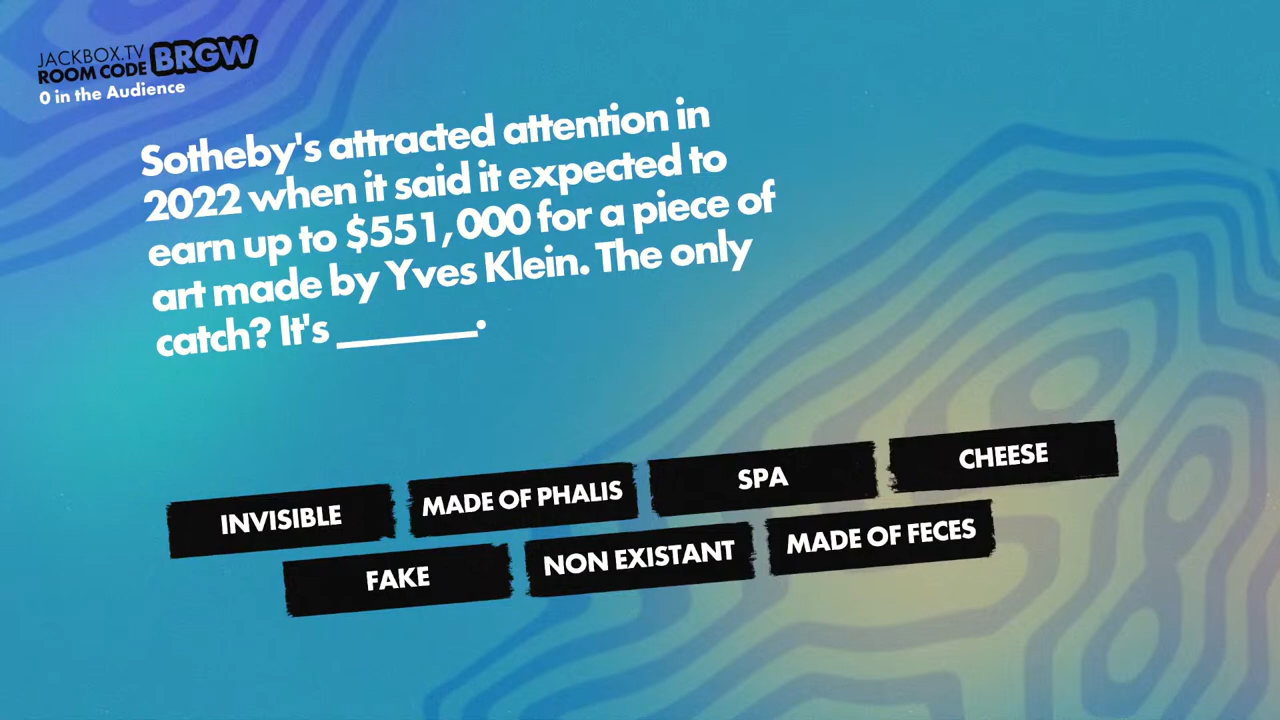 JACKBOX.TV
ROOM CODE BRGW
0 in the Audience
Sotheby's attracted attention in
2022 when it said it expected to
earn up to $551,000 for a piece of
art made by Yves Klein. The only
catch? It's ________.
INVISIBLE
MADE OF PHALIS
SPA
CHEESE
FAKE
NON EXISTANT
MADE OF FECES